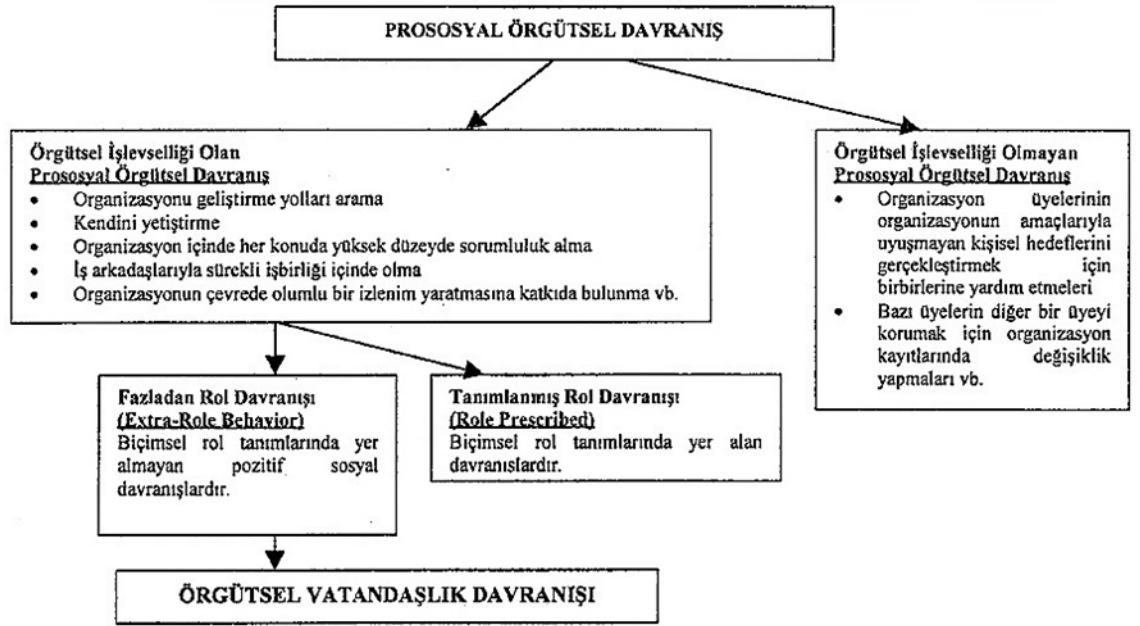 PROSOSYAL ÖRGÜTSEL DAVRANIŞ
Örgütsel İşlevselliği Olan
Prososyal Örgütsel Davranış
• Organizasyonu geliştirme yolları arama
• Kendini yetiştirme
• Organizasyon içinde her konuda yüksek düzeyde sorumluluk alma
• İş arkadaşlarıyla sürekli işbirliği içinde olma
• Organizasyonun çevrede olumlu bir izlenim yaratmasına katkıda bulunma vb.
Örgütsel İşlevselliği Olmayan
Prososyal Örgütsel Davranış
• Organizasyon üyelerinin
organizasyonun amaçlarıyla
uyuşmayan kişisel hedeflerini
gerçekleştirmek için
birbirlerine yardım etmeleri
• Bazı üyelerin diğer bir üyeyi
korumak için organizasyon
kayıtlarında değişiklik
yapmaları vb.
Fazladan Rol Davranışı
(Extra-Role Behavior)
Biçimsel rol tanımlarında yer
almayan pozitif sosyal
davranışlardır.
Tanımlanmış Rol Davranışı
(Role Prescribed)
Biçimsel rol tanımlarında yer alan
davranışlardır.
ÖRGÜTSEL VATANDAŞLIK DAVRANIŞI